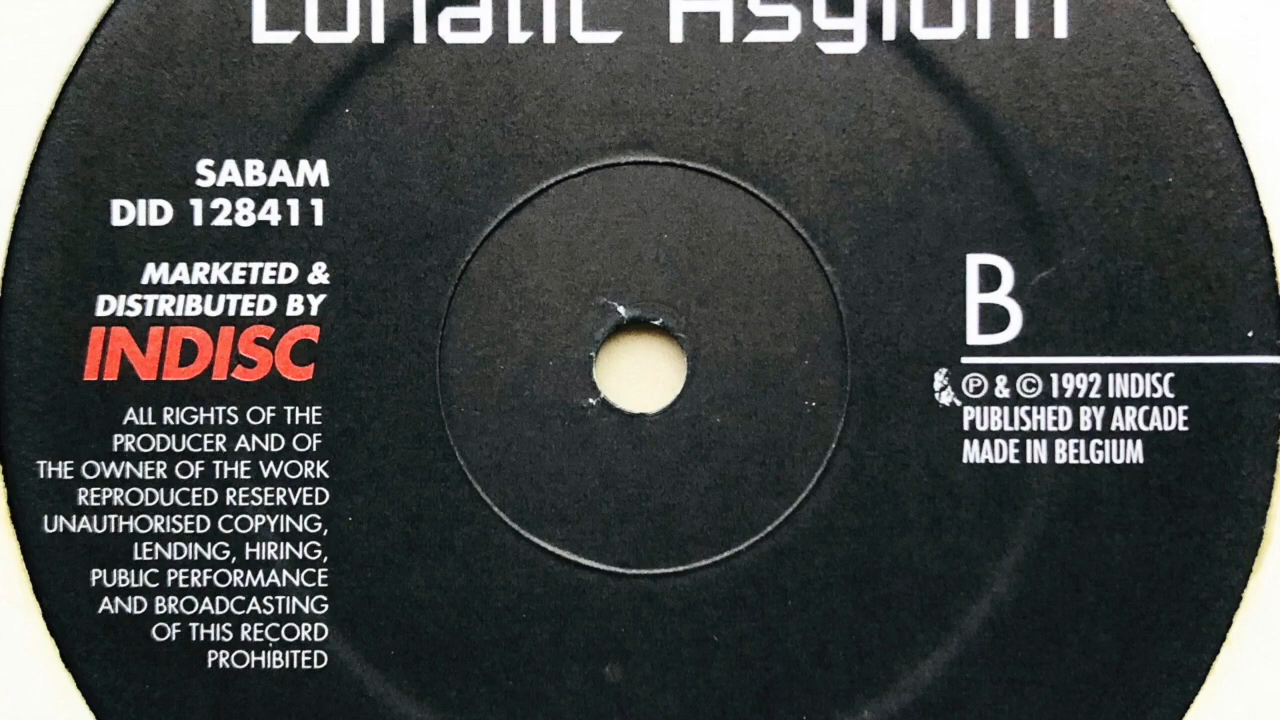 Lunatic Asylum
SABAM
DID 128411
MARKETED &
DISTRIBUTED BY
INDISC
ALL RIGHTS OF THE
PRODUCER AND OF
THE OWNER OF THE WORK
REPRODUCED RESERVED
UNAUTHORISED COPYING,
LENDING, HIRING,
PUBLIC PERFORMANCE
AND BROADCASTING
OF THIS RECORD
PROHIBITED
B
℗ & © 1992 INDISC
PUBLISHED BY ARCADE
MADE IN BELGIUM